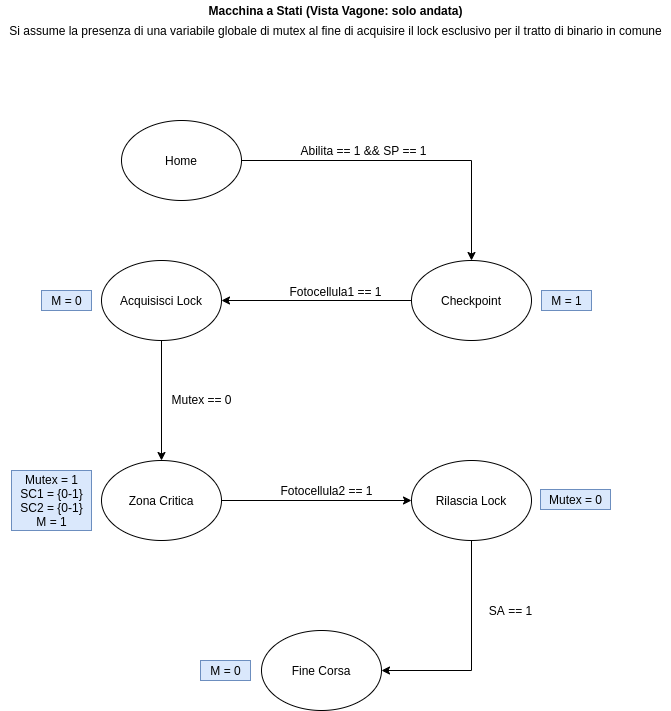 Macchina a Stati (Vista Vagone: solo andata)
Si assume la presenza di una variabile globale di mutex al fine di acquisire il lock esclusivo per il tratto di binario in comune
Home
Abilita == 1 && SP == 1
M = 0
Acquisisci Lock
Fotocellula1 == 1
Checkpoint
M = 1
Mutex == 0
Mutex = 1
SC1 = {0-1}
SC2 = {0-1}
M = 1
Zona Critica
Fotocellula2 == 1
Rilascia Lock
Mutex = 0
SA == 1
M = 0
Fine Corsa